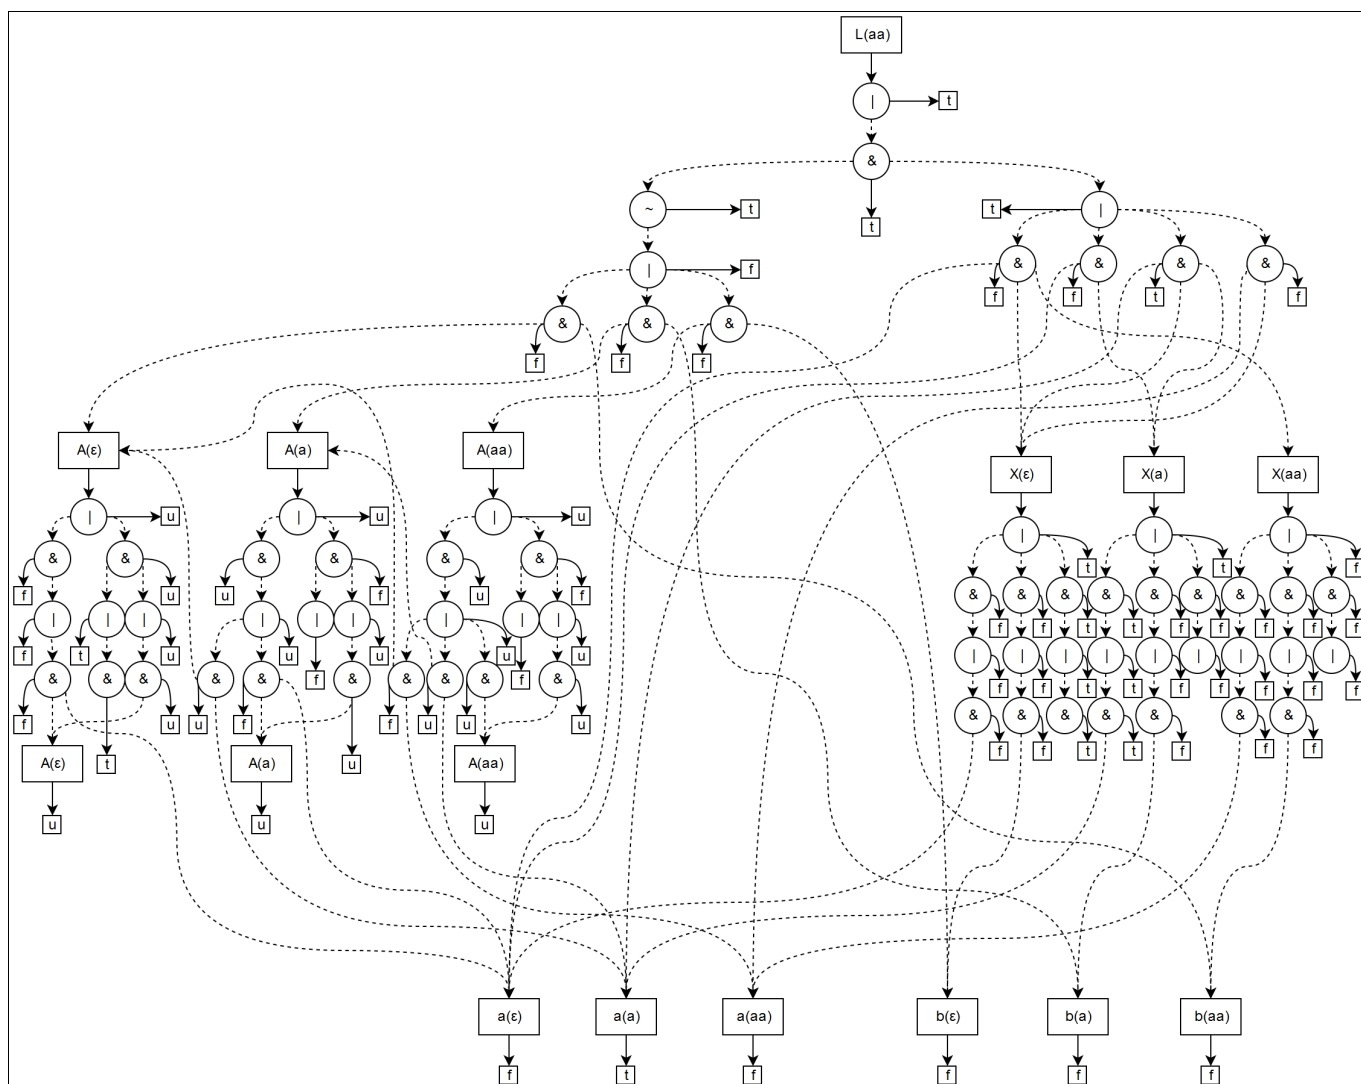 L(aa)
| t
&
~ t t |
t
| f & & & &
f f t f
& & &
f f f
A(ε) A(a) A(aa)
X(ε) X(a) X(aa)
| u | u | u
| | |
& & & & & &
t t f
f u u f u f
& & & & & & & & &
f f t t f f f f f
| | | | | | | | |
f t u u f u u f u
| | | | | | | | |
f f t t f f f f f
& & & & & & & & & & &
f u u f f u u u
& & & & & & &
f f t t f f f
A(ε) t A(a) u A(aa)
u u u
a(ε) a(a) a(aa) b(ε) b(a) b(aa)
f t f f f f